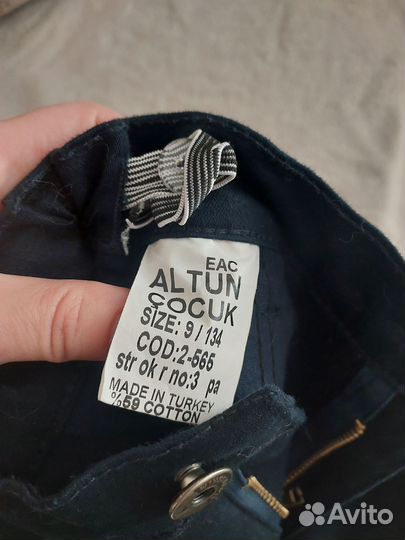 EAC
ALTUN
ÇOCUK
SIZE: 9 / 134
COD:2-565
str ok r no:3 pa
MADE IN TURKEY
%59 COTTON
Avito